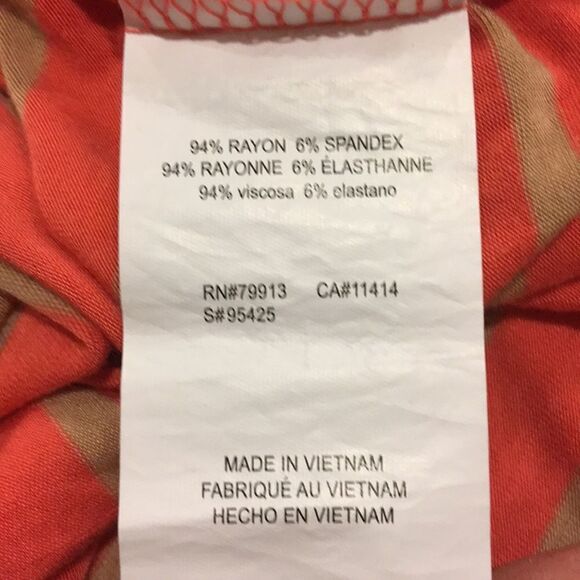 94% RAYON 6% SPANDEX
94% RAYONNE 6% ÉLASTHANNE
94% viscosa 6% elastano
RN#79913 CA#11414
S#95425
MADE IN VIETNAM
FABRIQUÉ AU VIETNAM
HECHO EN VIETNAM